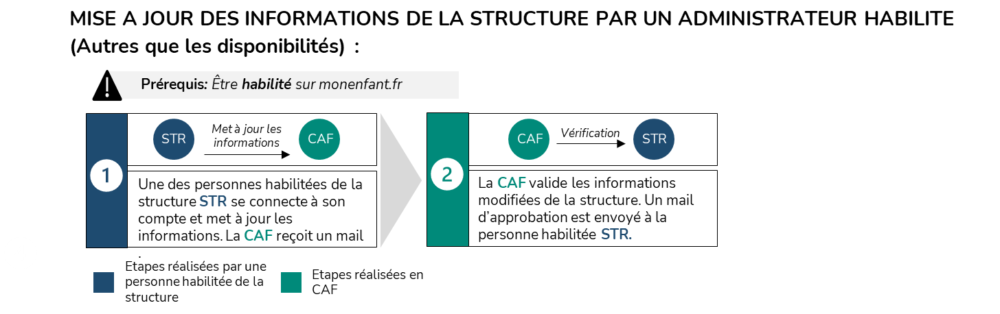 MISE A JOUR DES INFORMATIONS DE LA STRUCTURE PAR UN ADMINISTRATEUR HABILITE
(Autres que les disponibilités) :
Prérequis: Être habilité sur monenfant.fr
1
STR
Met à jour les
informations
CAF
Une des personnes habilitées de la
structure STR se connecte à son
compte et met à jour les
informations. La CAF reçoit un mail
.
2
CAF
Vérification
STR
La CAF valide les informations
modifiées de la structure. Un mail
d’approbation est envoyé à la
personne habilitée STR.
Etapes réalisées par une
personne habilitée de la
structure
Etapes réalisées en
CAF